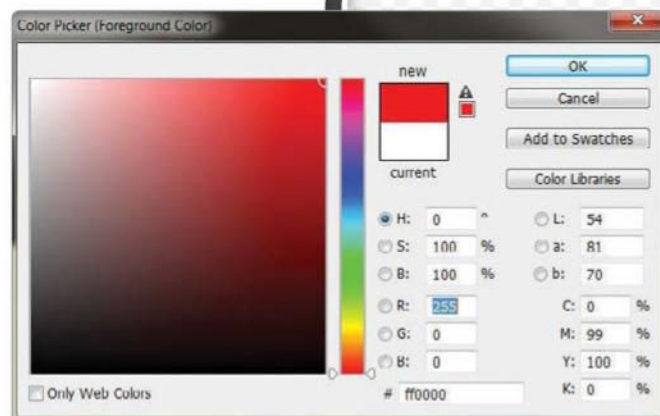 Color Picker (Foreground Color)
new
current
OK
Cancel
Add to Swatches
Color Libraries
H: 0 °
S: 100 %
B: 100 %
R: 255
G: 0
B: 0
# ff0000
L: 54
a: 81
b: 70
C: 0 %
M: 99 %
Y: 100 %
K: 0 %
Only Web Colors